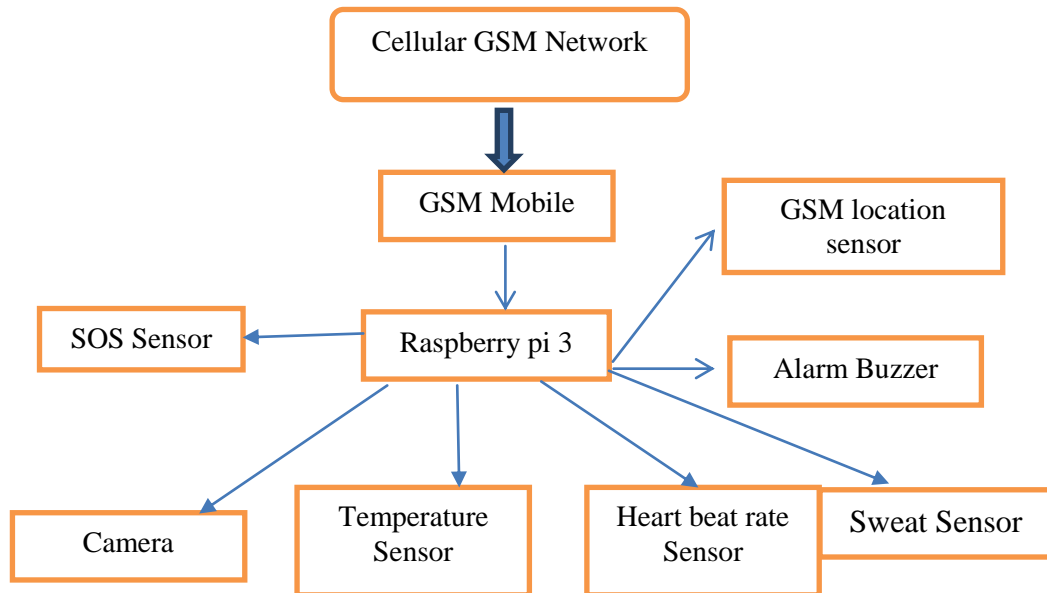 Cellular GSM Network
GSM Mobile
GSM location
sensor
SOS Sensor
Raspberry pi 3
Alarm Buzzer
Camera
Temperature
Sensor
Heart beat rate
Sensor
Sweat Sensor